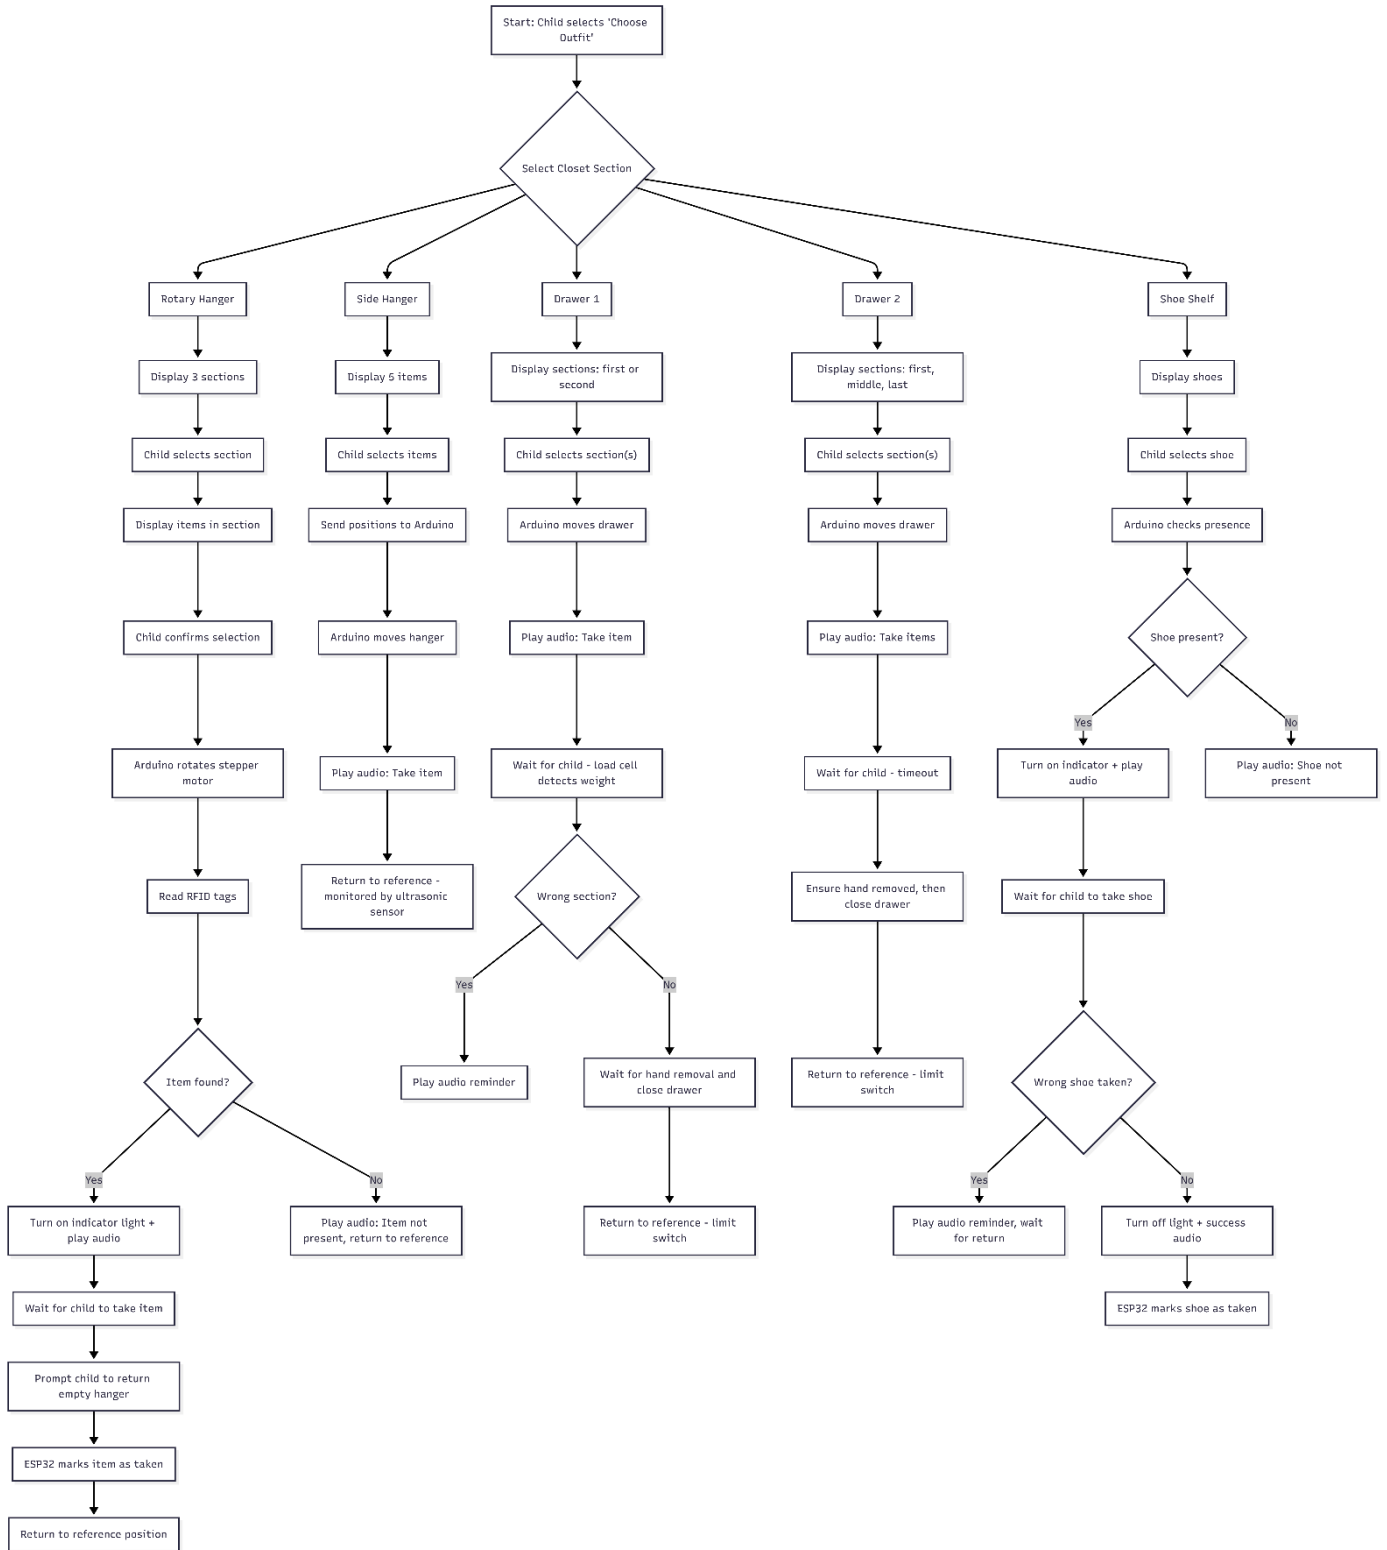 Start: Child selects 'Choose
Outfit'
Select Closet Section
Rotary Hanger
Side Hanger
Drawer 1
Drawer 2
Shoe Shelf
Display 3 sections
Display 5 items
Display sections: first or
second
Display sections: first,
middle, last
Display shoes
Child selects section
Child selects items
Child selects section(s)
Child selects section(s)
Child selects shoe
Display items in section
Send positions to Arduino
Arduino moves drawer
Arduino moves drawer
Arduino checks presence
Child confirms selection
Arduino moves hanger
Play audio: Take item
Play audio: Take items
Shoe present?
Yes
No
Arduino rotates stepper
motor
Play audio: Take item
Wait for child - load cell
detects weight
Wait for child - timeout
Turn on indicator + play
audio
Play audio: Shoe not
present
Read RFID tags
Return to reference -
monitored by ultrasonic
sensor
Wrong section?
Ensure hand removed, then
close drawer
Wait for child to take shoe
Yes
No
Item found?
Play audio reminder
Wait for hand removal and
close drawer
Return to reference - limit
switch
Wrong shoe taken?
Yes
No
Yes
No
Turn on indicator light +
play audio
Play audio: Item not
present, return to reference
Return to reference - limit
switch
Play audio reminder, wait
for return
Turn off light + success
audio
Wait for child to take item
ESP32 marks shoe as taken
Prompt child to return
empty hanger
ESP32 marks item as taken
Return to reference position